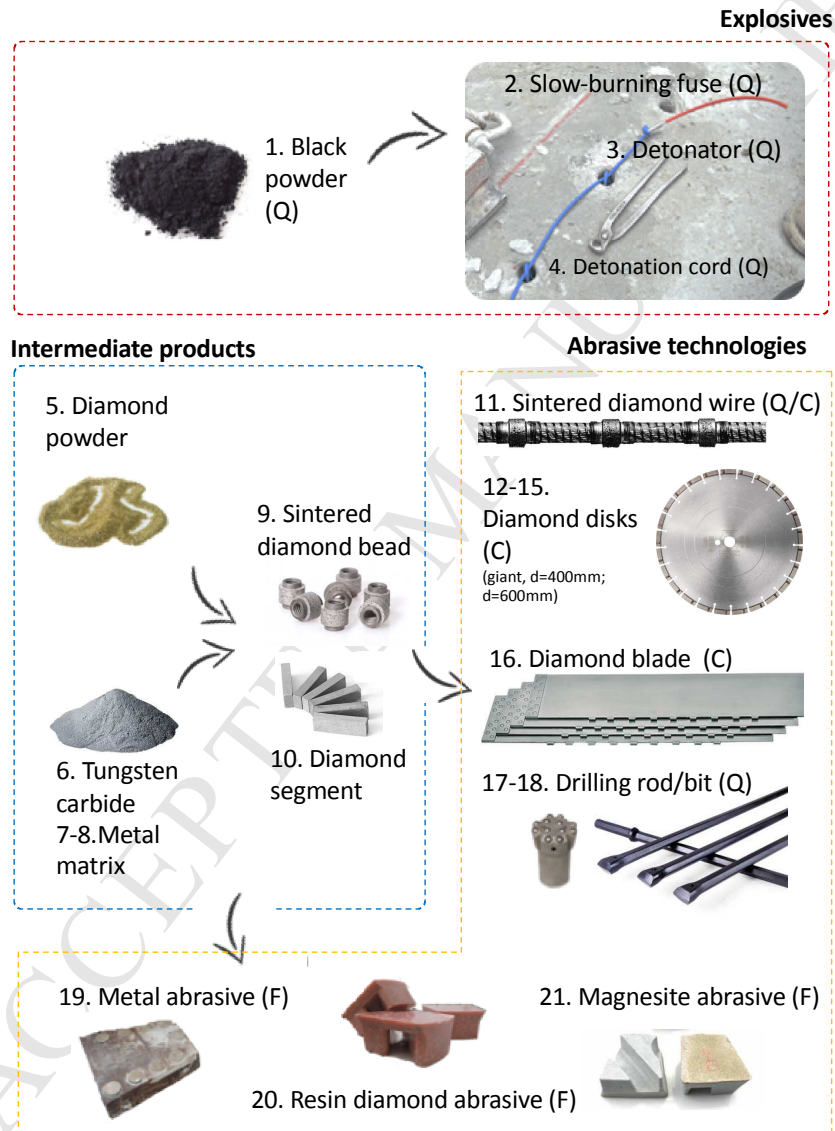 Explosives
1. Black
powder
(Q)
2. Slow-burning fuse (Q)
3. Detonator (Q)
4. Detonation cord (Q)
Intermediate products
Abrasive technologies
5. Diamond
powder
9. Sintered
diamond bead
6. Tungsten
carbide
7-8.Metal
matrix
10. Diamond
segment
11. Sintered diamond wire (Q/C)
12-15.
Diamond disks
(C)
(giant, d=400mm;
d=600mm)
16. Diamond blade (C)
17-18. Drilling rod/bit (Q)
19. Metal abrasive (F)
20. Resin diamond abrasive (F)
21. Magnesite abrasive (F)
ACCEPTED MANU